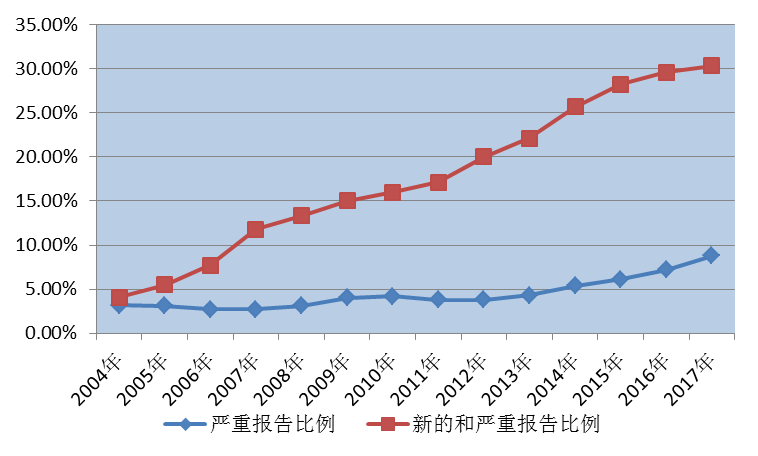 35.00%
30.00%
25.00%
20.00%
15.00%
10.00%
5.00%
0.00%
2004年
2005年
2006年
2007年
2008年
2009年
2010年
2011年
2012年
2013年
2014年
2015年
2016年
2017年
严重报告比例
新的和严重报告比例